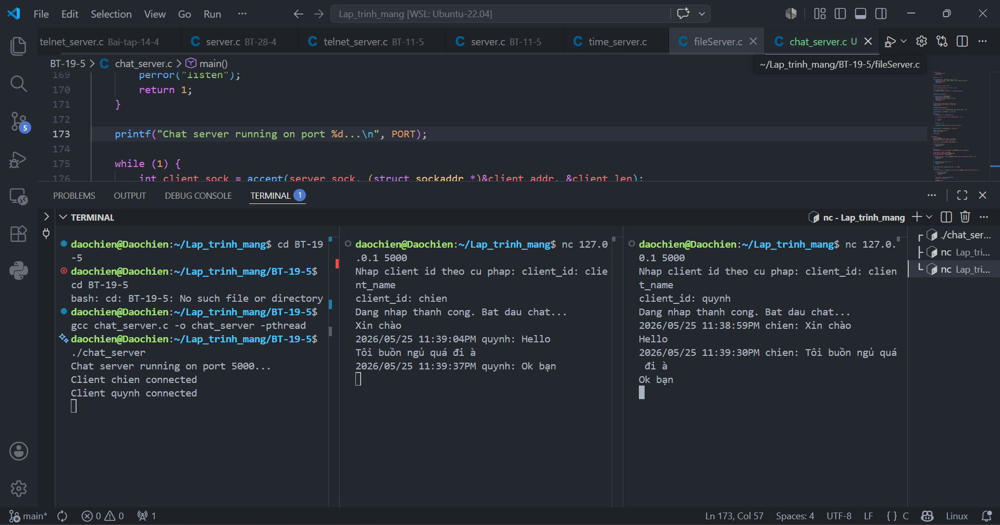 File Edit Selection View Go Run ···
Lap_trinh_mang [WSL: Ubuntu-22.04]
telnet_server.c Bai-tap-14-4
C server.c BT-28-4
C telnet_server.c BT-11-5
C server.c BT-11-5
C time_server.c
C fileServer.c
C chat_server.c U
BT-19-5 > C chat_server.c > main()
~/Lap_trinh_mang/BT-19-5/fileServer.c
169 perror("listen");
170 return 1;
171 }
172
173 printf("Chat server running on port %d...\n", PORT);
174
175 while (1) {
176 int client_sock = accept(server_sock, (struct sockaddr *)&client_addr, &client_len);
5
PROBLEMS OUTPUT DEBUG CONSOLE TERMINAL 1
TERMINAL
nc - Lap_trinh_mang
daochien@Daochien:~/Lap_trinh_mang$ cd BT-19
-5
daochien@Daochien:~/Lap_trinh_mang/BT-19-5$
cd BT-19-5
bash: cd: BT-19-5: No such file or directory
daochien@Daochien:~/Lap_trinh_mang/BT-19-5$
gcc chat_server.c -o chat_server -pthread
daochien@Daochien:~/Lap_trinh_mang/BT-19-5$
./chat_server
Chat server running on port 5000...
Client chien connected
Client quynh connected
daochien@Daochien:~/Lap_trinh_mang$ nc 127.0
.0.1 5000
Nhap client id theo cu phap: client_id: clie
nt_name
client_id: chien
Dang nhap thanh cong. Bat dau chat...
Xin chào
2026/05/25 11:39:04PM quynh: Hello
Tôi buồn ngủ quá đi à
2026/05/25 11:39:37PM quynh: Ok bạn
daochien@Daochien:~/Lap_trinh_mang$ nc 127.0.
0.1 5000
Nhap client id theo cu phap: client_id: clien
t_name
client_id: quynh
Dang nhap thanh cong. Bat dau chat...
2026/05/25 11:38:59PM chien: Xin chào
Hello
2026/05/25 11:39:30PM chien: Tôi buồn ngủ quá
đi à
Ok bạn
./chat_ser...
nc Lap_tri...
nc Lap_tri...
main* 0 0 1
Ln 173, Col 57 Spaces: 4 UTF-8 LF { } C Linux